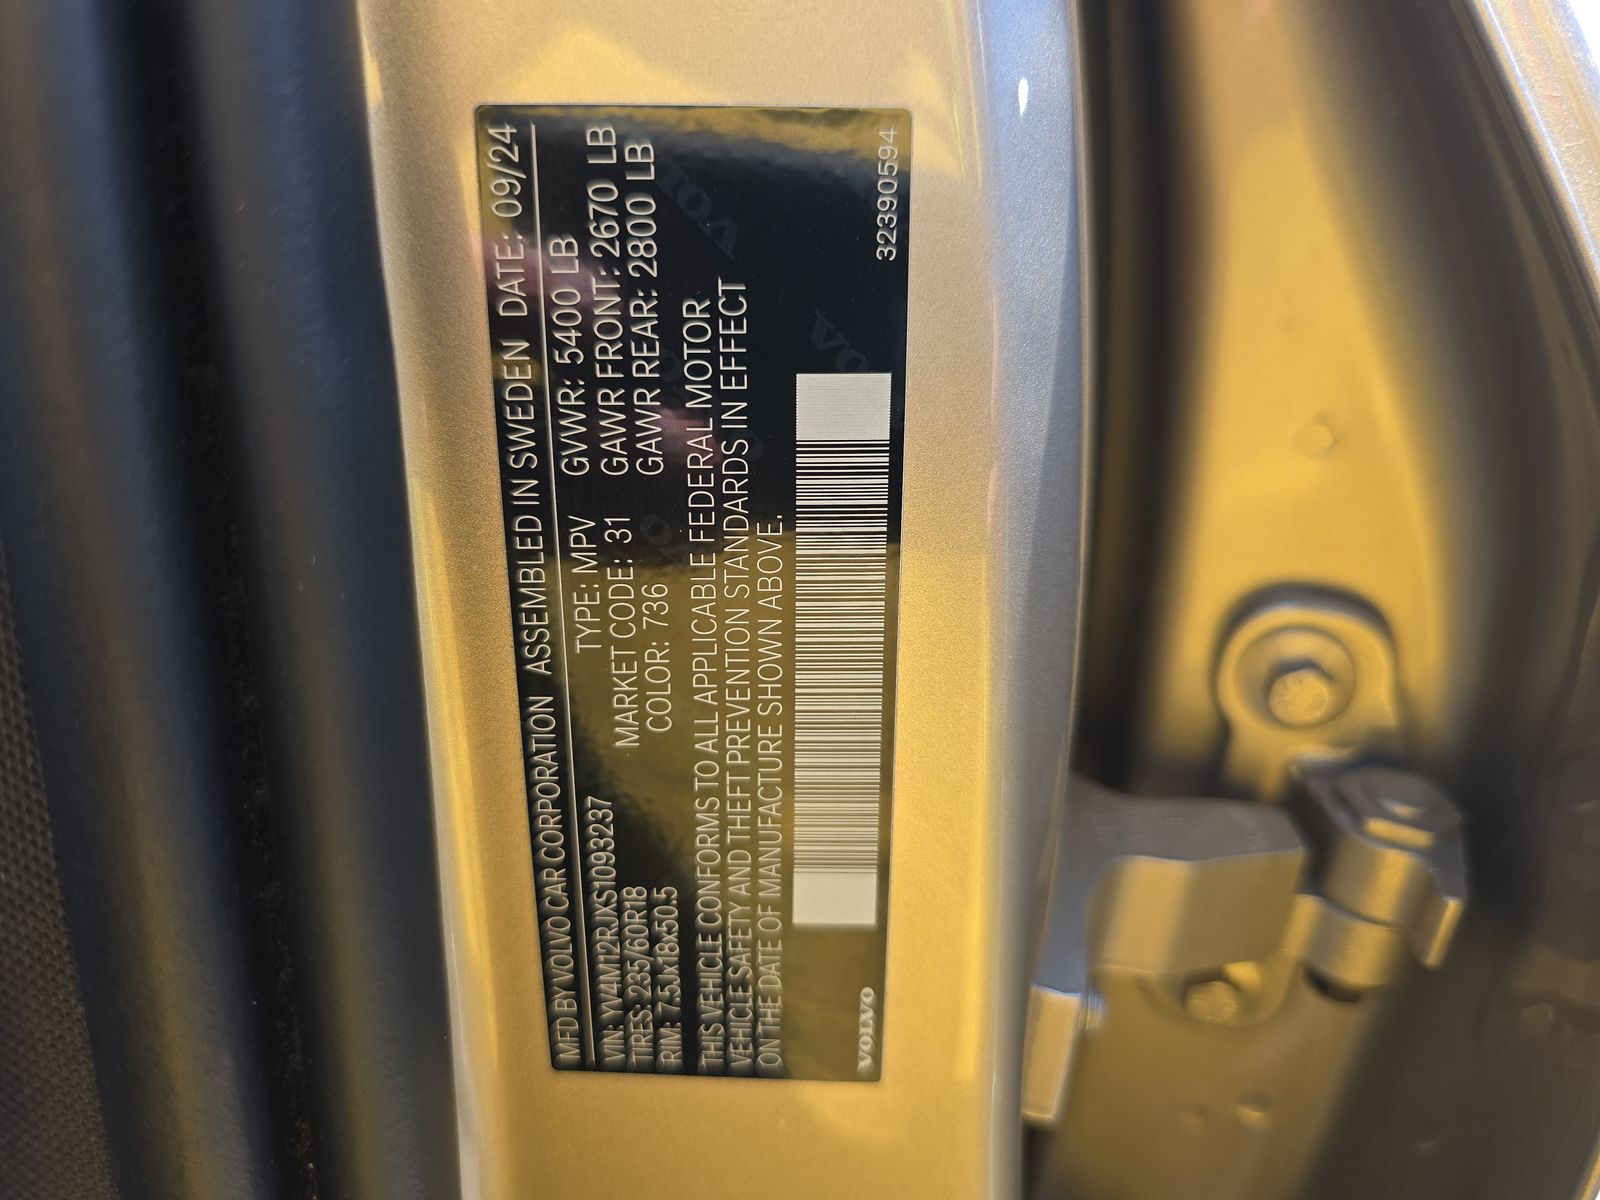 MFD BY VOLVO CAR CORPORATION ASSEMBLED IN SWEDEN DATE: 09/24
VIN: YV4M12RJXS1093237 TYPE: MPV GVWR: 5400 LB
TIRES: 235/60R18 MARKET CODE: 31 GAWR FRONT: 2670 LB
RIM: 7.5Jx18x50.5 COLOR: 736 GAWR REAR: 2800 LB
THIS VEHICLE CONFORMS TO ALL APPLICABLE FEDERAL MOTOR
VEHICLE SAFETY AND THEFT PREVENTION STANDARDS IN EFFECT
ON THE DATE OF MANUFACTURE SHOWN ABOVE.
VOLVO 32390594